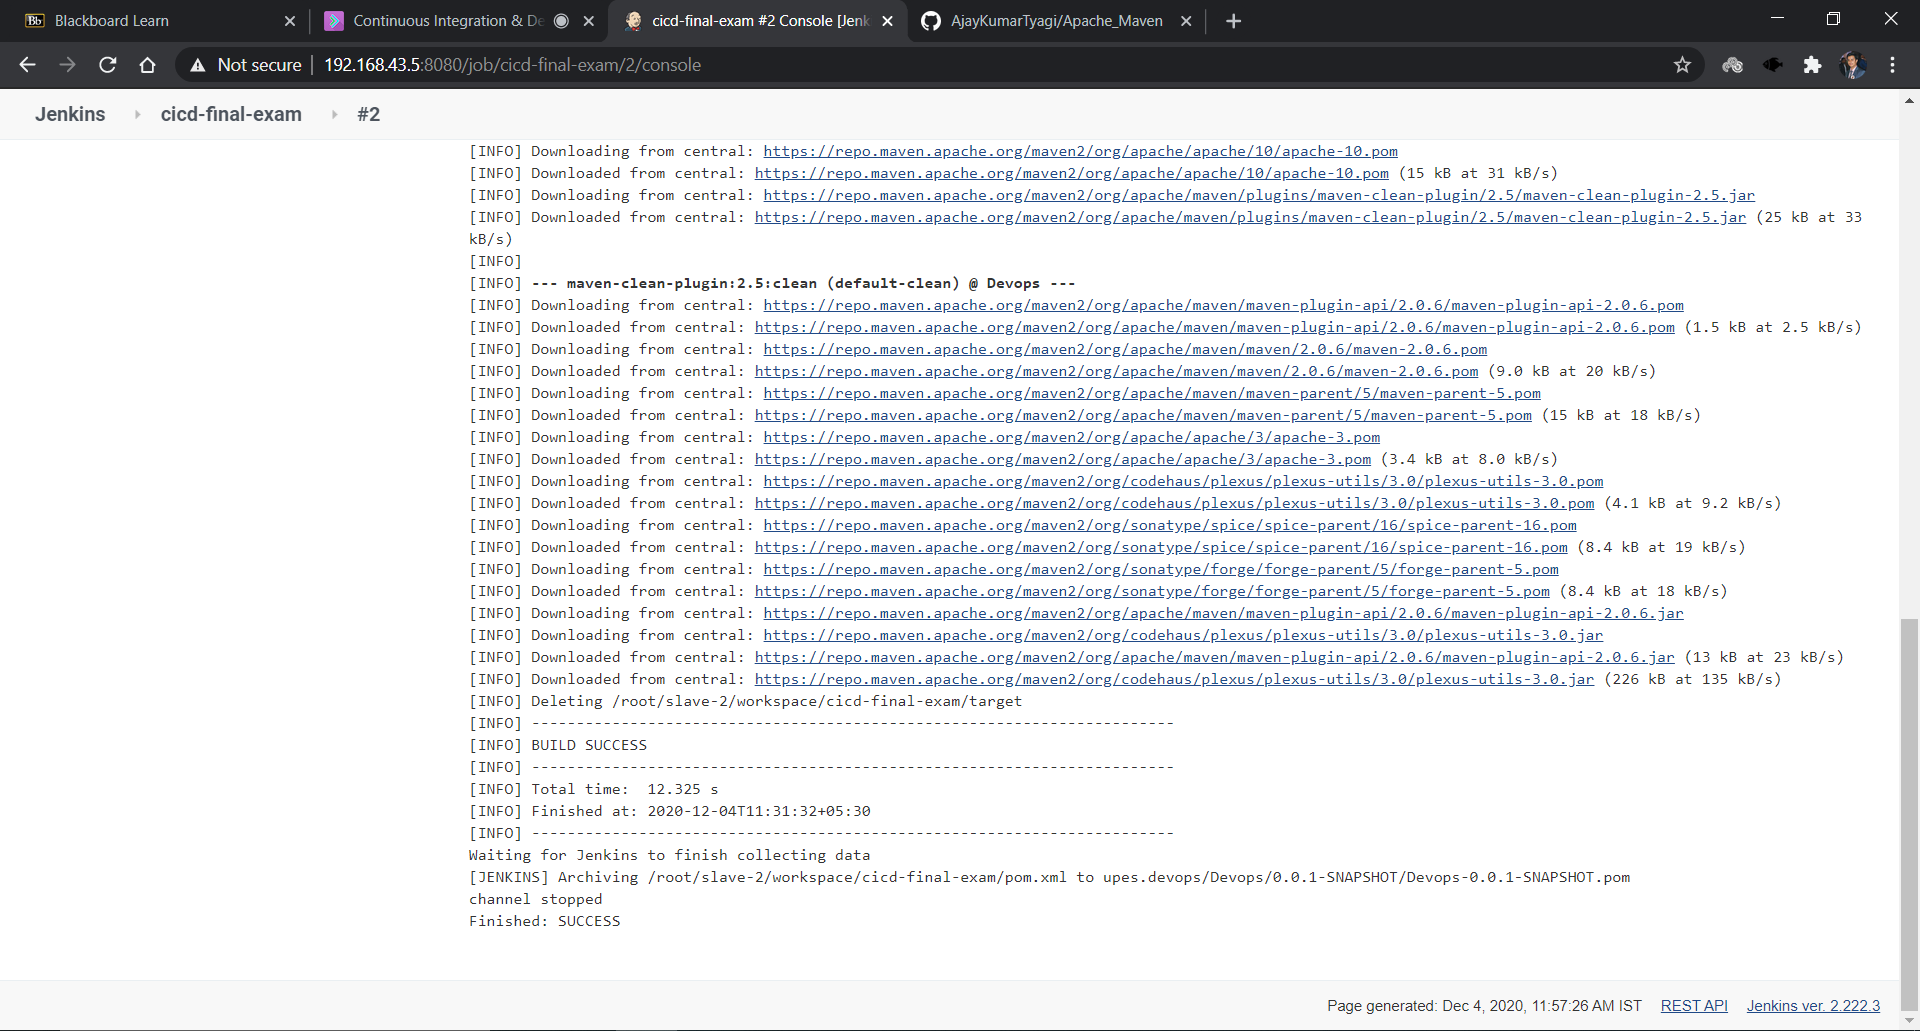 Blackboard Learn
Continuous Integration & De
cicd-final-exam #2 Console [Jenk
AjayKumarTyagi/Apache_Maven
Not secure
192.168.43.5:8080/job/cicd-final-exam/2/console
Jenkins
cicd-final-exam
#2
[INFO] Downloading from central: https://repo.maven.apache.org/maven2/org/apache/apache/10/apache-10.pom
[INFO] Downloaded from central: https://repo.maven.apache.org/maven2/org/apache/apache/10/apache-10.pom (15 kB at 31 kB/s)
[INFO] Downloading from central: https://repo.maven.apache.org/maven2/org/apache/maven/plugins/maven-clean-plugin/2.5/maven-clean-plugin-2.5.jar
[INFO] Downloaded from central: https://repo.maven.apache.org/maven2/org/apache/maven/plugins/maven-clean-plugin/2.5/maven-clean-plugin-2.5.jar (25 kB at 33
kB/s)
[INFO]
[INFO] --- maven-clean-plugin:2.5:clean (default-clean) @ Devops ---
[INFO] Downloading from central: https://repo.maven.apache.org/maven2/org/apache/maven/maven-plugin-api/2.0.6/maven-plugin-api-2.0.6.pom
[INFO] Downloaded from central: https://repo.maven.apache.org/maven2/org/apache/maven/maven-plugin-api/2.0.6/maven-plugin-api-2.0.6.pom (1.5 kB at 2.5 kB/s)
[INFO] Downloading from central: https://repo.maven.apache.org/maven2/org/apache/maven/maven/2.0.6/maven-2.0.6.pom
[INFO] Downloaded from central: https://repo.maven.apache.org/maven2/org/apache/maven/maven/2.0.6/maven-2.0.6.pom (9.0 kB at 20 kB/s)
[INFO] Downloading from central: https://repo.maven.apache.org/maven2/org/apache/maven/maven-parent/5/maven-parent-5.pom
[INFO] Downloaded from central: https://repo.maven.apache.org/maven2/org/apache/maven/maven-parent/5/maven-parent-5.pom (15 kB at 18 kB/s)
[INFO] Downloading from central: https://repo.maven.apache.org/maven2/org/apache/apache/3/apache-3.pom
[INFO] Downloaded from central: https://repo.maven.apache.org/maven2/org/apache/apache/3/apache-3.pom (3.4 kB at 8.0 kB/s)
[INFO] Downloading from central: https://repo.maven.apache.org/maven2/org/codehaus/plexus/plexus-utils/3.0/plexus-utils-3.0.pom
[INFO] Downloaded from central: https://repo.maven.apache.org/maven2/org/codehaus/plexus/plexus-utils/3.0/plexus-utils-3.0.pom (4.1 kB at 9.2 kB/s)
[INFO] Downloading from central: https://repo.maven.apache.org/maven2/org/sonatype/spice/spice-parent/16/spice-parent-16.pom
[INFO] Downloaded from central: https://repo.maven.apache.org/maven2/org/sonatype/spice/spice-parent/16/spice-parent-16.pom (8.4 kB at 19 kB/s)
[INFO] Downloading from central: https://repo.maven.apache.org/maven2/org/sonatype/forge/forge-parent/5/forge-parent-5.pom
[INFO] Downloaded from central: https://repo.maven.apache.org/maven2/org/sonatype/forge/forge-parent/5/forge-parent-5.pom (8.4 kB at 18 kB/s)
[INFO] Downloading from central: https://repo.maven.apache.org/maven2/org/apache/maven/maven-plugin-api/2.0.6/maven-plugin-api-2.0.6.jar
[INFO] Downloading from central: https://repo.maven.apache.org/maven2/org/codehaus/plexus/plexus-utils/3.0/plexus-utils-3.0.jar
[INFO] Downloaded from central: https://repo.maven.apache.org/maven2/org/apache/maven/maven-plugin-api/2.0.6/maven-plugin-api-2.0.6.jar (13 kB at 23 kB/s)
[INFO] Downloaded from central: https://repo.maven.apache.org/maven2/org/codehaus/plexus/plexus-utils/3.0/plexus-utils-3.0.jar (226 kB at 135 kB/s)
[INFO] Deleting /root/slave-2/workspace/cicd-final-exam/target
[INFO] ------------------------------------------------------------------------
[INFO] BUILD SUCCESS
[INFO] ------------------------------------------------------------------------
[INFO] Total time:  12.325 s
[INFO] Finished at: 2020-12-04T11:31:32+05:30
[INFO] ------------------------------------------------------------------------
Waiting for Jenkins to finish collecting data
[JENKINS] Archiving /root/slave-2/workspace/cicd-final-exam/pom.xml to upes.devops/Devops/0.0.1-SNAPSHOT/Devops-0.0.1-SNAPSHOT.pom
channel stopped
Finished: SUCCESS
Page generated: Dec 4, 2020, 11:57:26 AM IST
REST API
Jenkins ver. 2.222.3